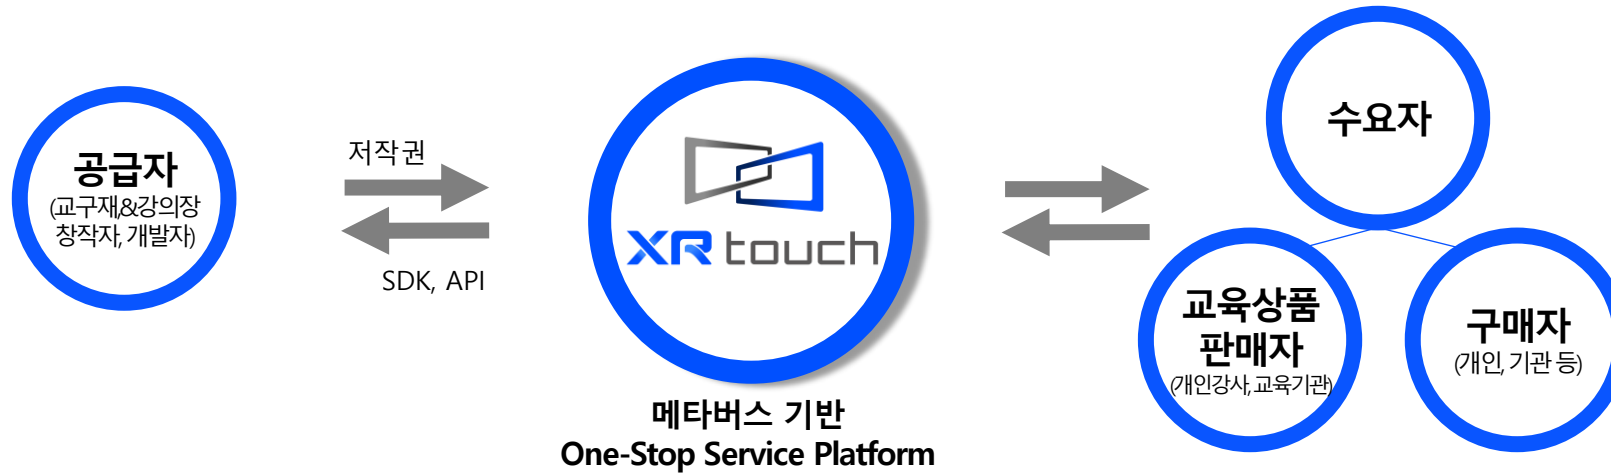 공급자
(교구재,&강의장
창작자, 개발자)
저작권
SDK, API
XR touch
메타버스 기반
One-Stop Service Platform
수요자
교육상품
판매자
(개인강사, 교육기관)
구매자
(개인, 기관 등)